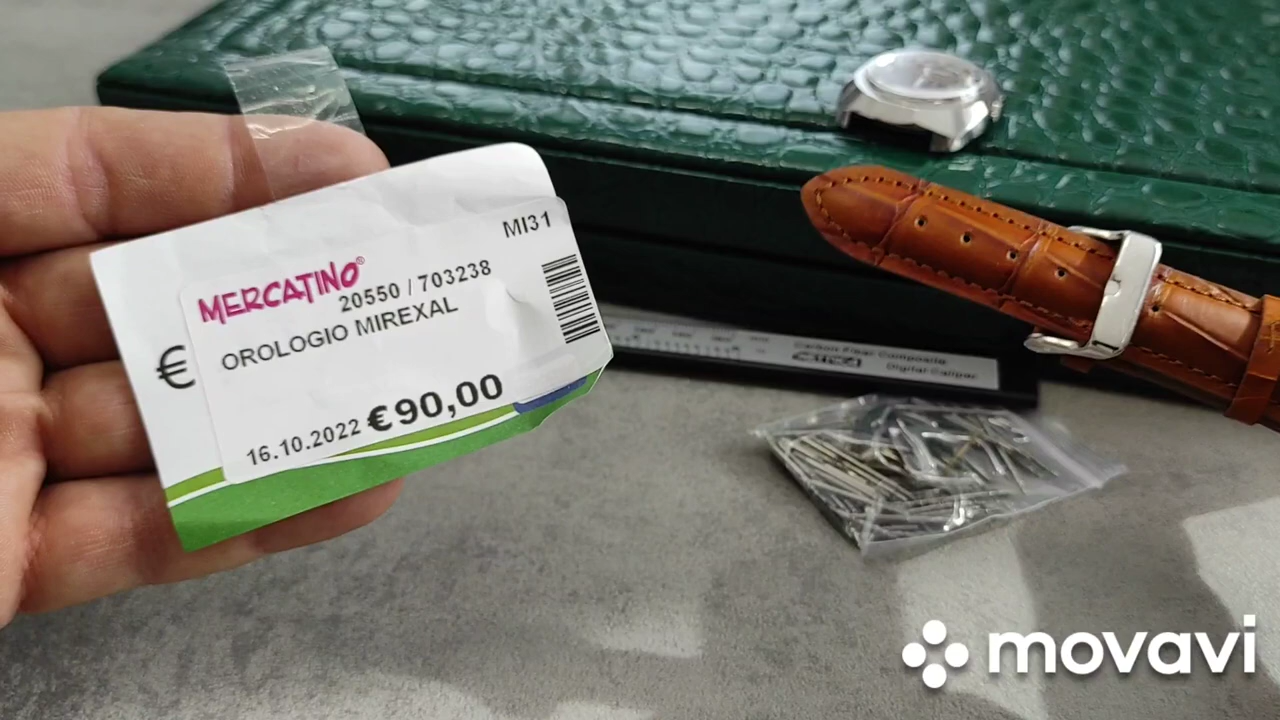 MI31
MERCATINO®
20550 / 703238
OROLOGIO MIREXAL
€
16.10.2022 €90,00
Carbon Fiber Composite
Digital Caliper
movavi